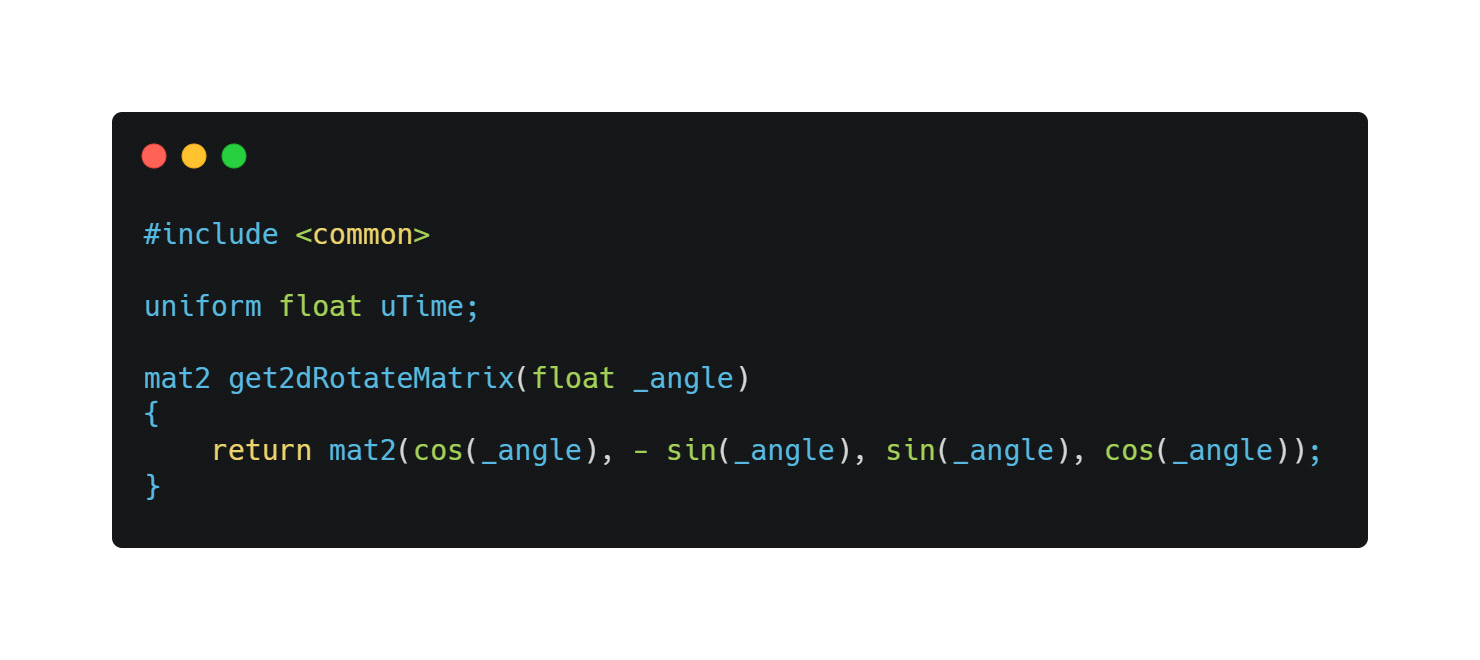 #include <common>
uniform float uTime;
mat2 get2dRotateMatrix(float _angle)
{
return mat2(cos(_angle), - sin(_angle), sin(_angle), cos(_angle));
}